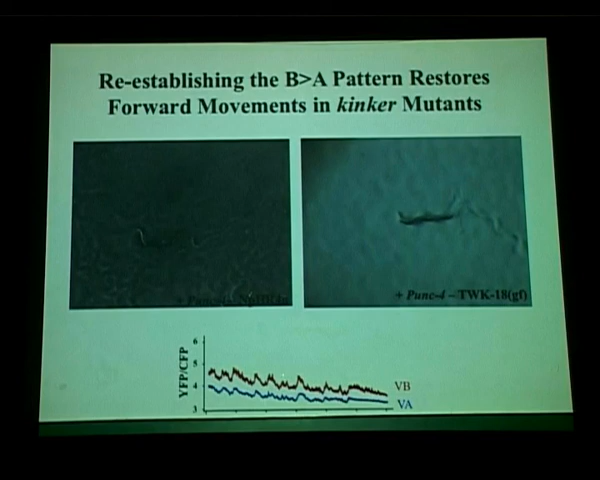 Re-establishing the B>A Pattern Restores
Forward Movements in kinker Mutants
+ Punc-4 – TWK-18(gf)
YFP/CFP
6
5
4
3
VB
VA